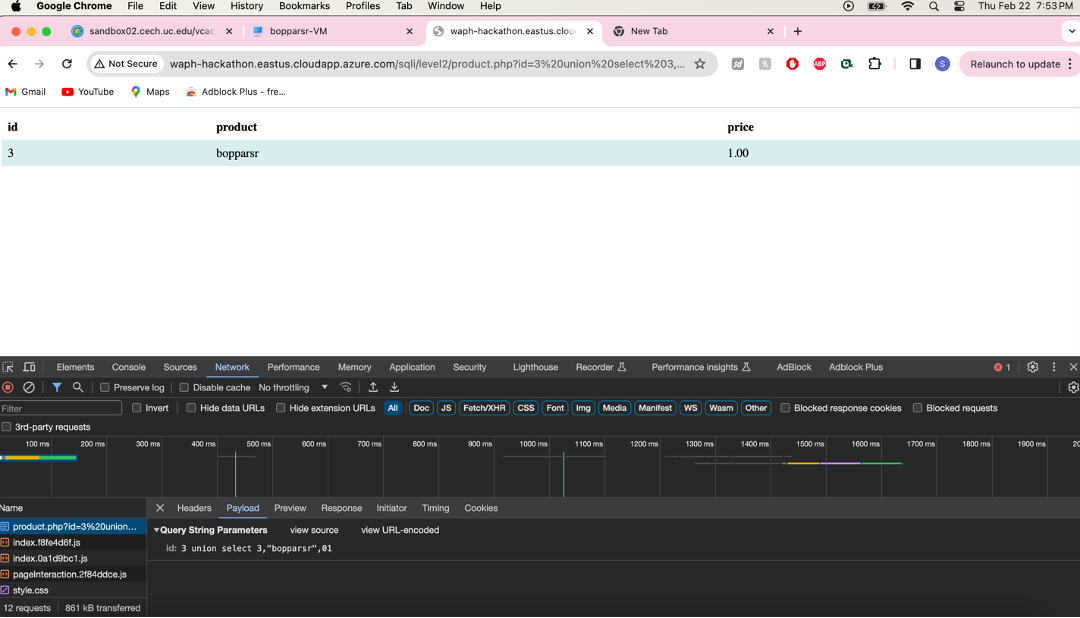 Google Chrome File Edit View History Bookmarks Profiles Tab Window Help Thu Feb 22 7:53 PM
sandbox02.cech.uc.edu/vcac bopparsr-VM waph-hackathon.eastus.clou New Tab
Not Secure waph-hackathon.eastus.cloudapp.azure.com/sqli/level2/product.php?id=3%20union%20select%203,... Relaunch to update
Gmail YouTube Maps Adblock Plus - fre...
id product price
3 bopparsr 1.00
Elements Console Sources Network Performance Memory Application Security Lighthouse Recorder Performance insights AdBlock Adblock Plus 1
Preserve log Disable cache No throttling
Filter Invert Hide data URLs Hide extension URLs All Doc JS Fetch/XHR CSS Font Img Media Manifest WS Wasm Other Blocked response cookies Blocked requests
3rd-party requests
100 ms 200 ms 300 ms 400 ms 500 ms 600 ms 700 ms 800 ms 900 ms 1000 ms 1100 ms 1200 ms 1300 ms 1400 ms 1500 ms 1600 ms 1700 ms 1800 ms 1900 ms 20
Name Headers Payload Preview Response Initiator Timing Cookies
product.php?id=3%20union... Query String Parameters view source view URL-encoded
index.f8fe4d6f.js id: 3 union select 3,"bopparsr",01
index.0a1d9bc1.js
pageInteraction.2f84ddce.js
style.css
12 requests 861 kB transferred